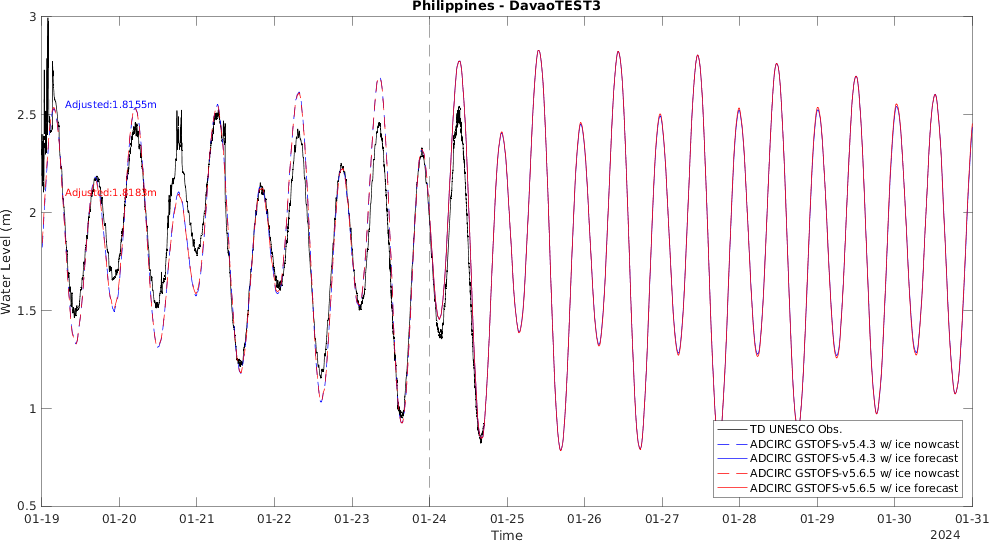 Philippines - DavaoTEST3
3
2.5
2
1.5
1
0.5
Water Level (m)
Adjusted:1.8155m
Adjusted:1.8183m
TD UNESCO Obs.
ADCIRC GSTOFS-v5.4.3 w/ ice nowcast
ADCIRC GSTOFS-v5.4.3 w/ ice forecast
ADCIRC GSTOFS-v5.6.5 w/ ice nowcast
ADCIRC GSTOFS-v5.6.5 w/ ice forecast
01-19 01-20 01-21 01-22 01-23 01-24 01-25 01-26 01-27 01-28 01-29 01-30 01-31
Time
2024